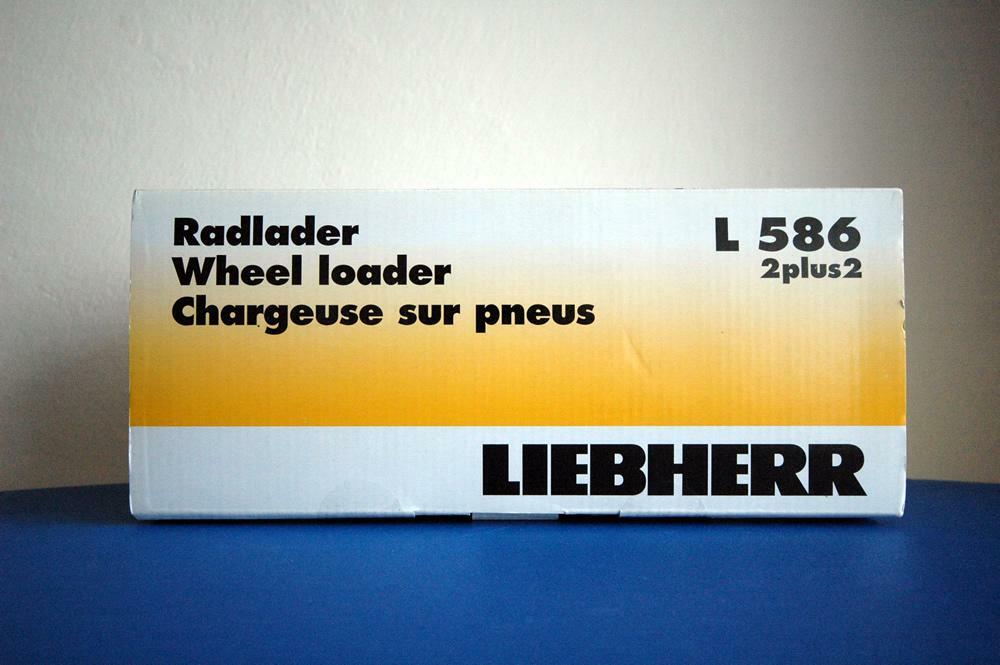 Radlader
Wheel loader
Chargeuse sur pneus
L 586
2plus2
LIEBHERR